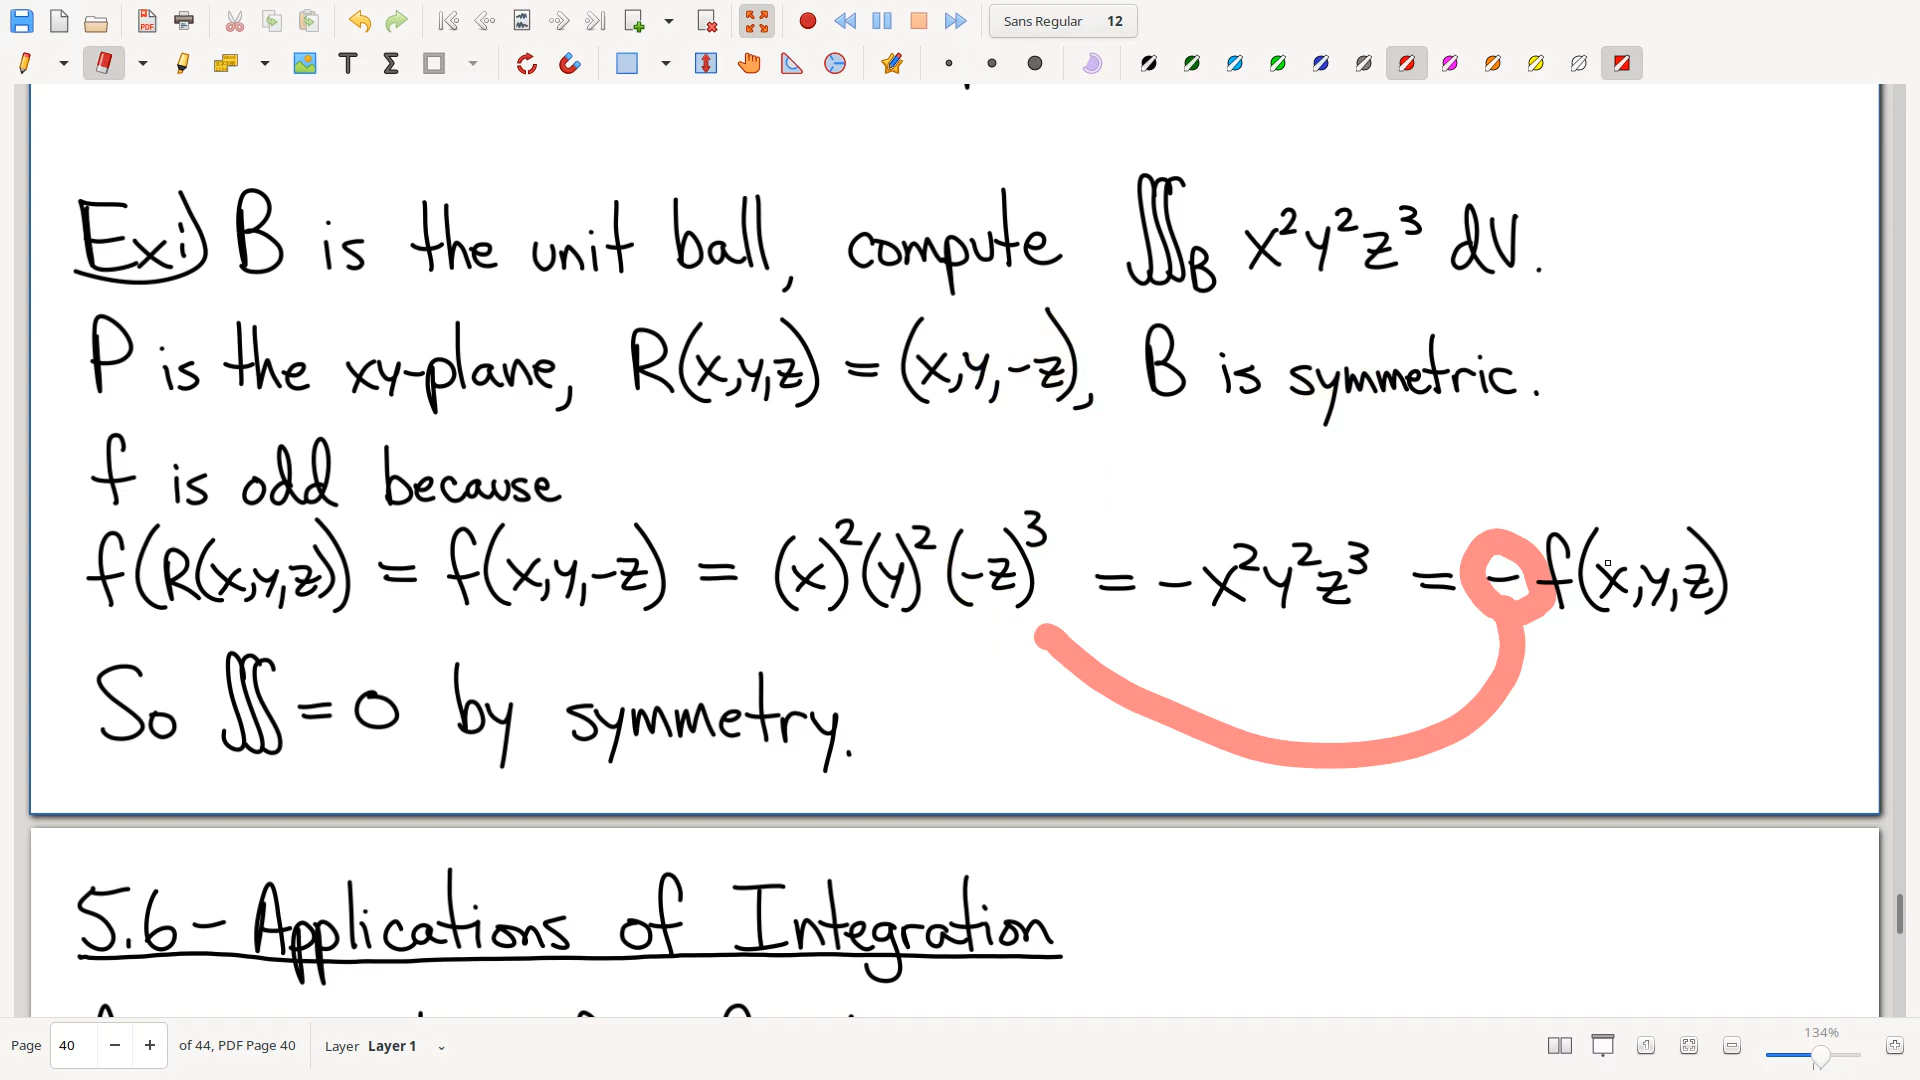 Sans Regular 12
Ex:) B is the unit ball, compute ∭_B x²y²z³ dV.
P is the xy-plane, R(x,y,z) = (x,y,-z), B is symmetric.
f is odd because
f(R(x,y,z)) = f(x,y,-z) = (x)²(y)²(-z)³ = -x²y²z³ = -f(x,y,z)
So ∭ = 0 by symmetry.
5.6 - Applications of Integration
Page 40 of 44, PDF Page 40 Layer Layer 1 134%